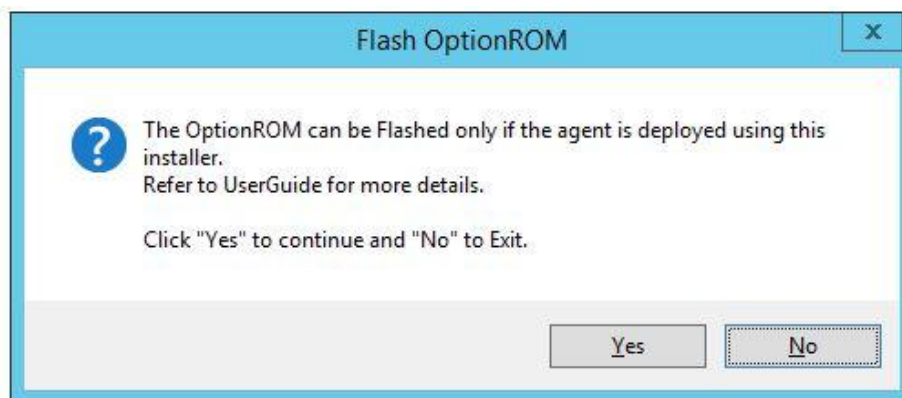 Flash OptionROM
x
?
The OptionROM can be Flashed only if the agent is deployed using this
installer.
Refer to UserGuide for more details.
Click "Yes" to continue and "No" to Exit.
Yes
No